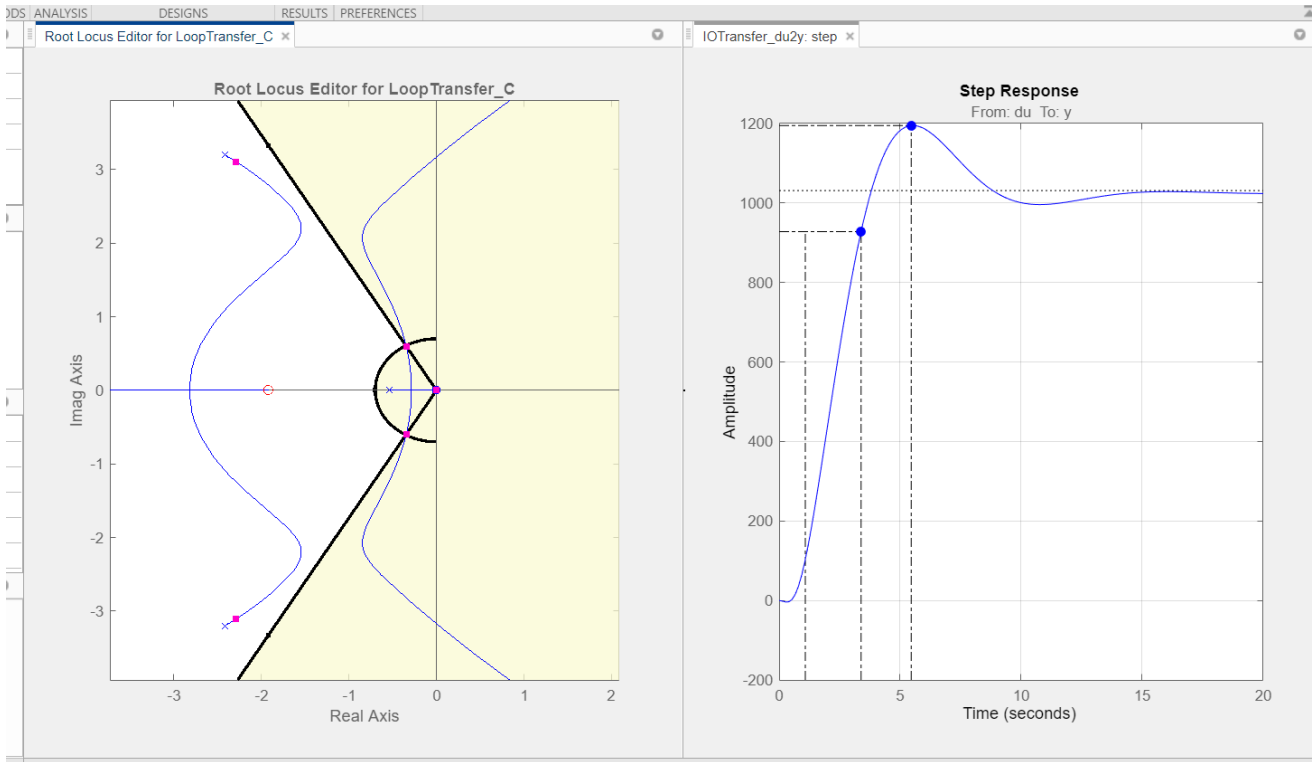 ODS ANALYSIS DESIGNS RESULTS PREFERENCES
Root Locus Editor for LoopTransfer_C ×
IOTransfer_du2y: step ×
Root Locus Editor for LoopTransfer_C
3
2
1
0
-1
-2
-3
Imag Axis
-3 -2 -1 0 1 2
Real Axis
Step Response
From: du To: y
1200
1000
800
600
400
200
0
-200
Amplitude
0 5 10 15 20
Time (seconds)